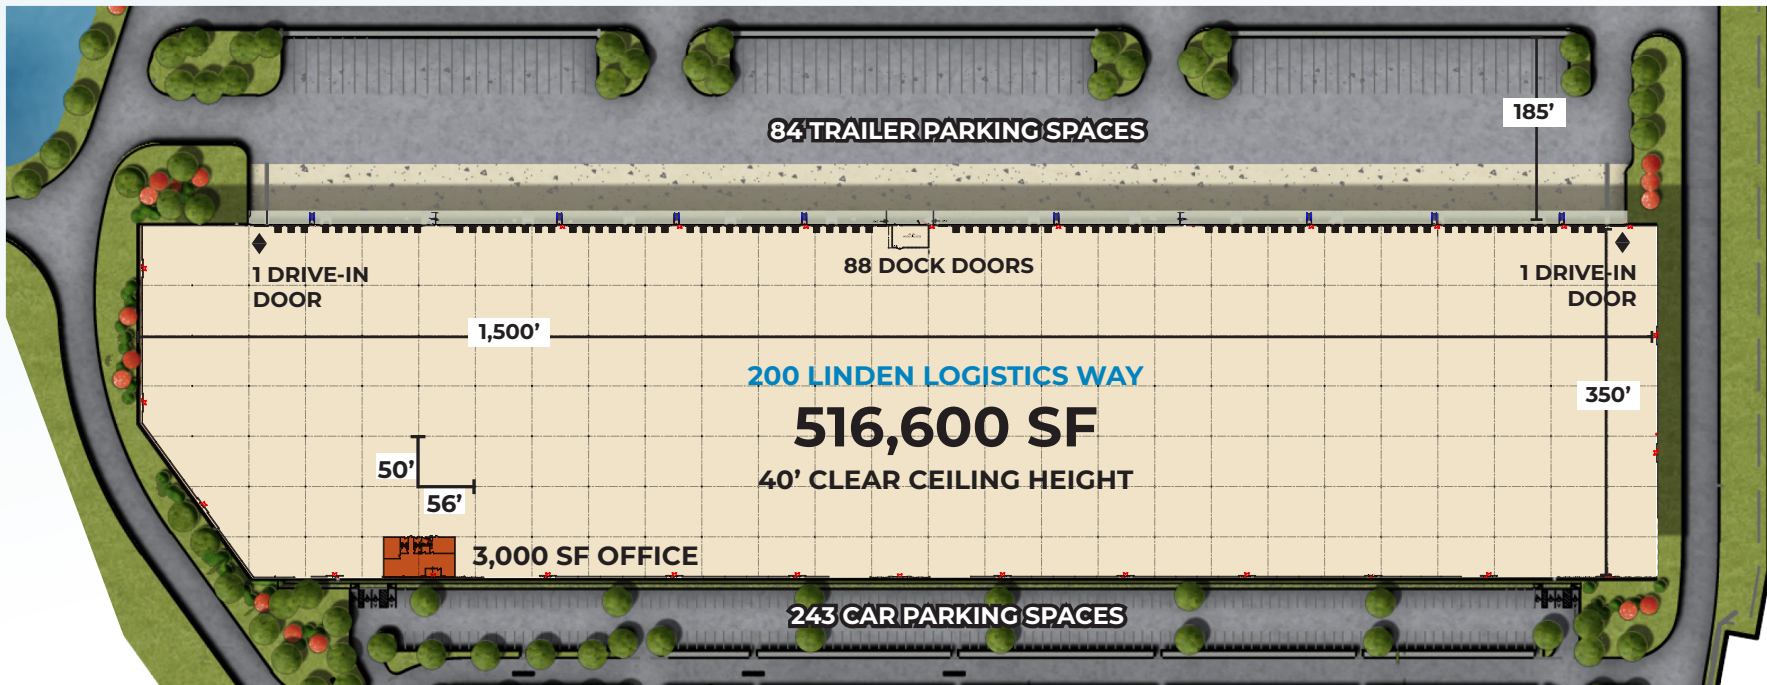 84 TRAILER PARKING SPACES
185’
1 DRIVE-IN
DOOR
88 DOCK DOORS
1 DRIVE-IN
DOOR
1,500’
200 LINDEN LOGISTICS WAY
516,600 SF
40’ CLEAR CEILING HEIGHT
350’
50’
56’
3,000 SF OFFICE
243 CAR PARKING SPACES